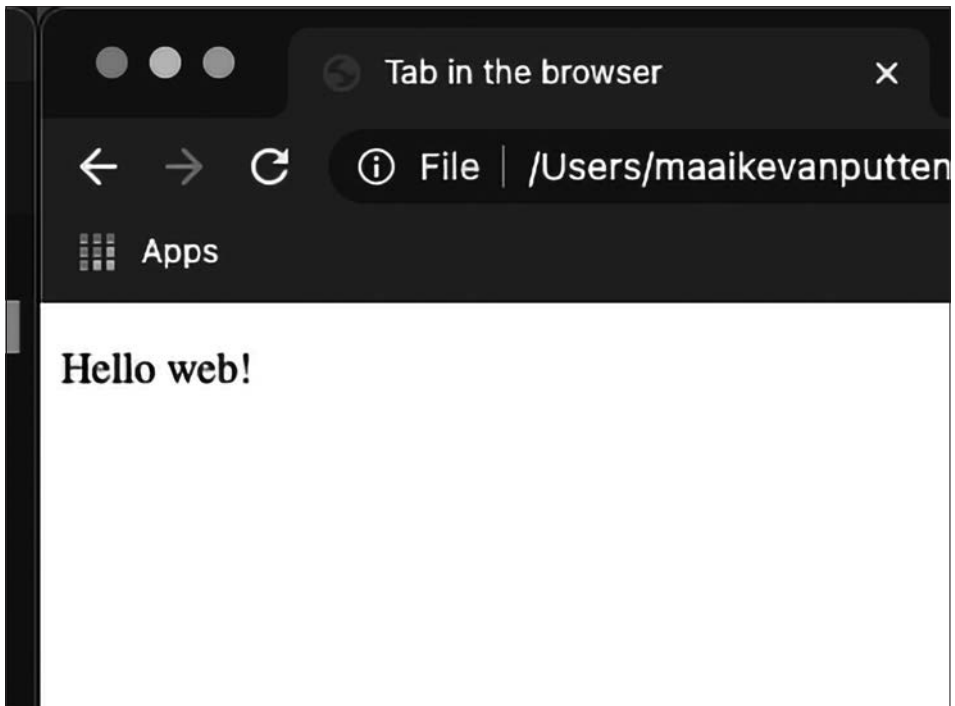 Tab in the browser
File | /Users/maaikevanputten
Apps
Hello web!